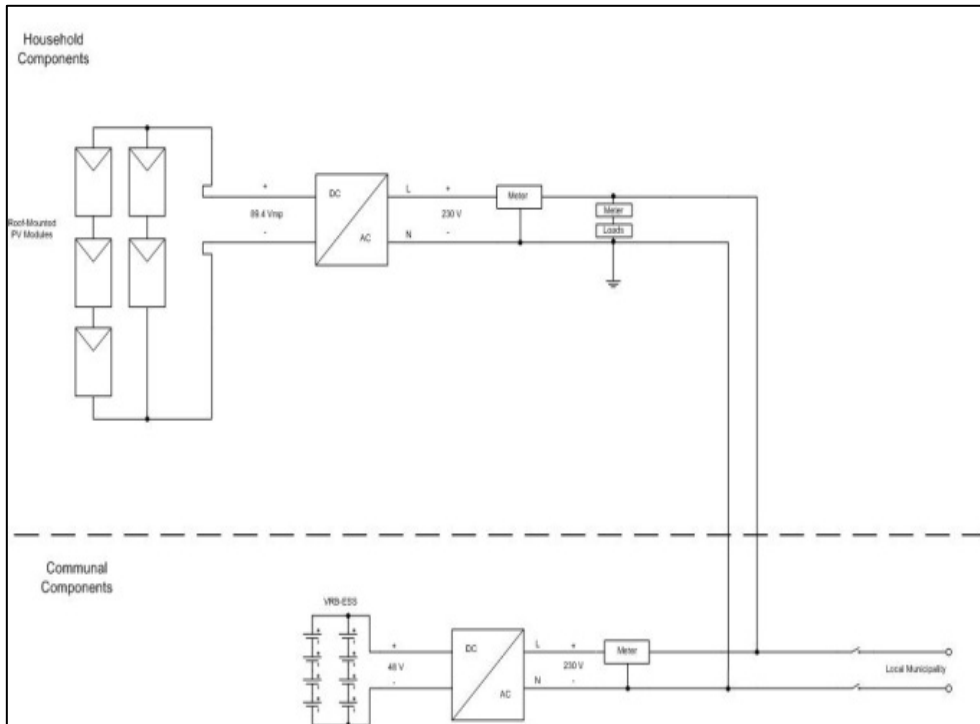 Household
Components
Roof-Mounted
PV Modules
+
89.4 Vmp
-
DC
AC
L
N
+
230 V
-
Meter
Meter
Loads
Communal
Components
VRB-ESS
+
+
+
+
+
+
+
+
+
48 V
-
DC
AC
L
N
+
230 V
-
Meter
Local Municipality